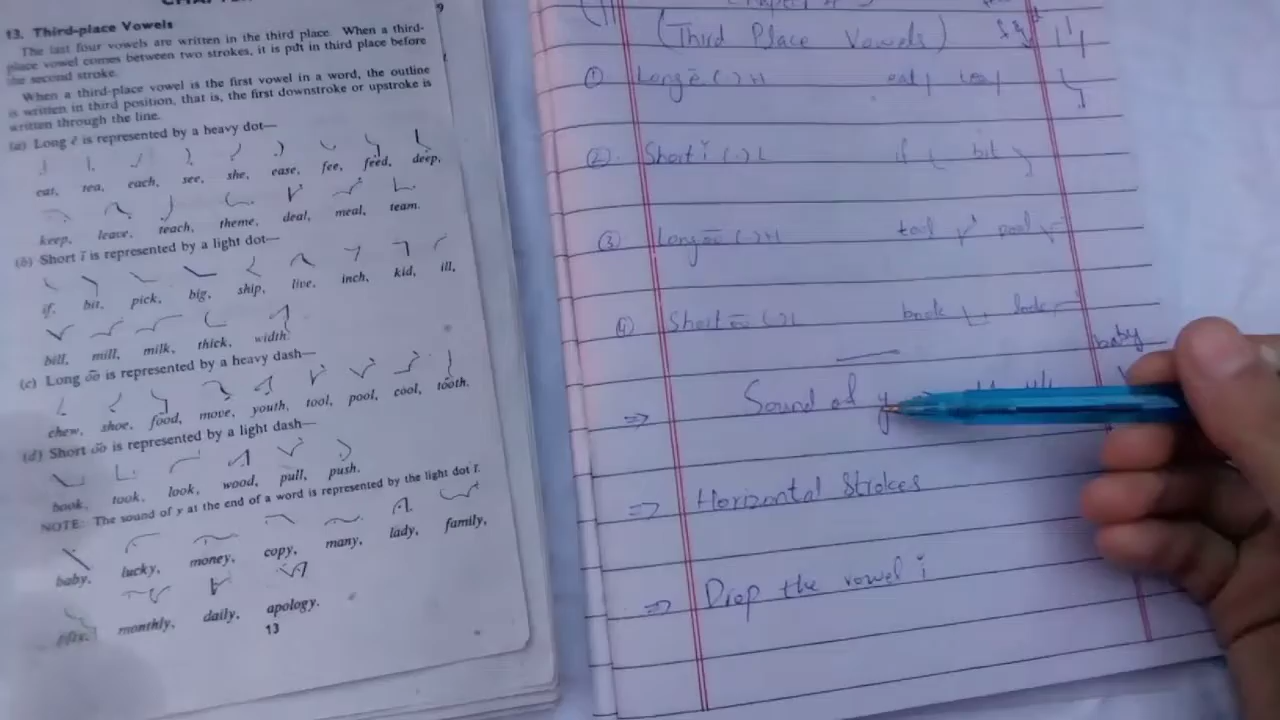 13. Third-place Vowels
The last four vowels are written in the third place. When a third-
place vowel comes between two strokes, it is put in third place before
the second stroke.
When a third-place vowel is the first vowel in a word, the outline
is written in third position, that is, the first downstroke or upstroke is
written through the line.
(a) Long ē is represented by a heavy dot—
eat, tea, each, see, she, ease, fee, feed, deep,
keep, leave, teach, theme, deal, meal, team.
(b) Short ĭ is represented by a light dot—
if, bit, pick, big, ship, live, inch, kid, ill,
bill, mill, milk, thick, width.
(c) Long ōō is represented by a heavy dash—
chew, shoe, food, move, youth, tool, pool, cool, tooth.
(d) Short ŏŏ is represented by a light dash—
book, took, look, wood, pull, push.
NOTE: The sound of y at the end of a word is represented by the light dot ĭ.
baby, lucky, money, copy, many, lady, family,
monthly, daily, apology.
13
(Third Place Vowels)
① Long ē (.) H eat tea
② Short ĭ (.) L if bit
③ Long ōō (-) H tool pool
④ Short ŏŏ (-) L book look
baby
⇒ Sound of y
⇒ Horizontal Strokes
⇒ Drop the vowel ĭ